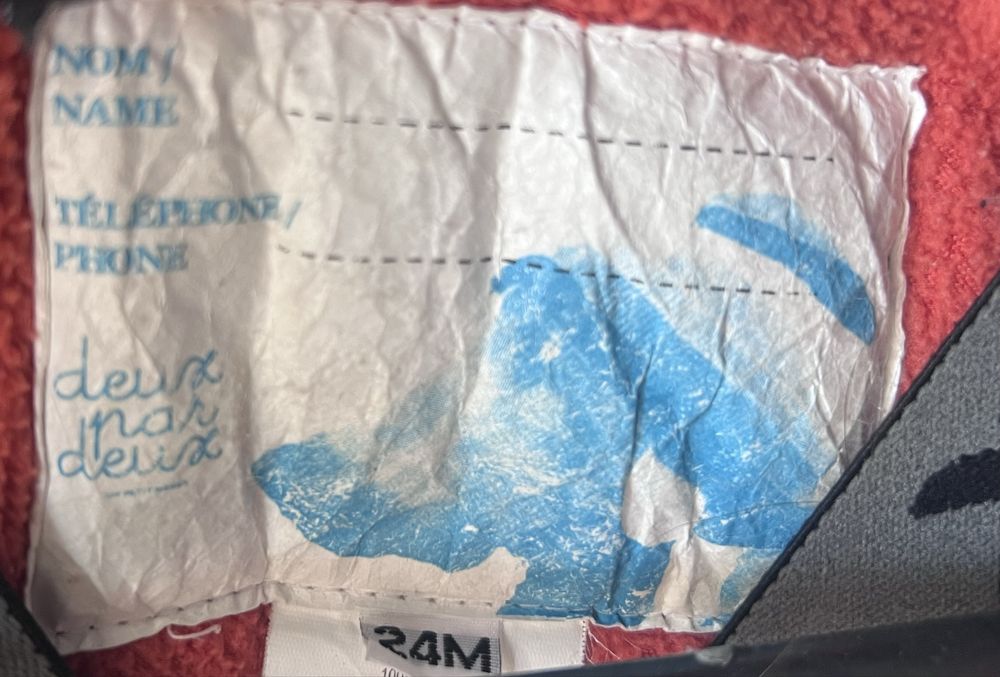 NOM /
NAME
TÉLÉPHONE /
PHONE
deux
par
deux
24M